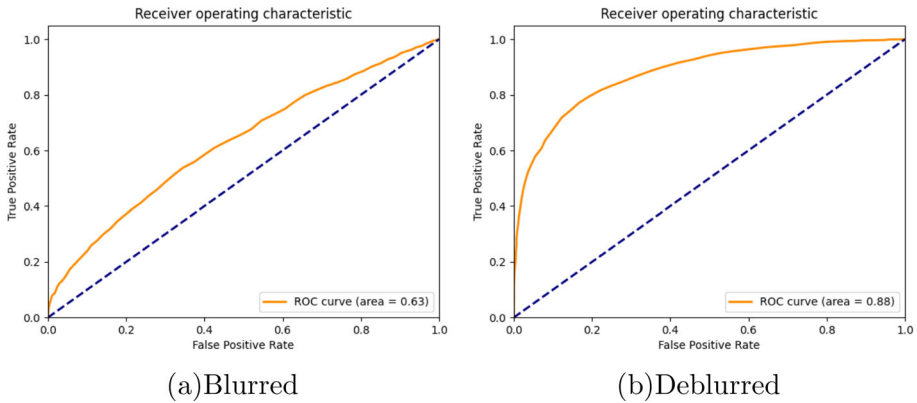 Receiver operating characteristic
1.0
0.8
0.6
0.4
0.2
0.0
True Positive Rate
0.0 0.2 0.4 0.6 0.8 1.0
False Positive Rate
ROC curve (area = 0.63)
(a)Blurred
Receiver operating characteristic
1.0
0.8
0.6
0.4
0.2
0.0
True Positive Rate
0.0 0.2 0.4 0.6 0.8 1.0
False Positive Rate
ROC curve (area = 0.88)
(b)Deblurred